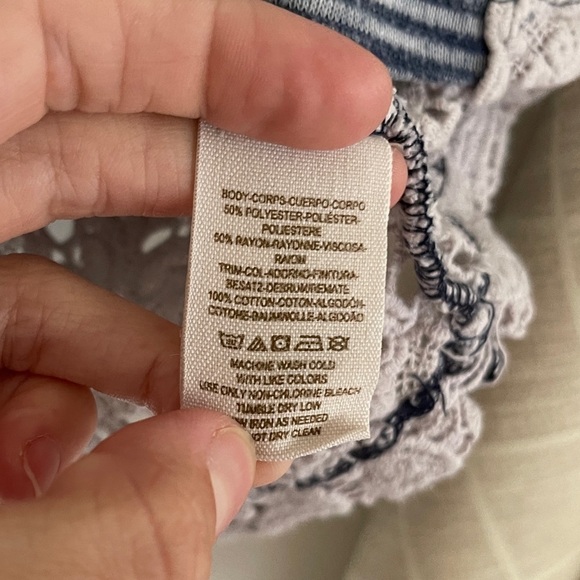 BODY-CORPS-CUERPO-CORPO
50% POLYESTER-POLIÉSTER-
POLIESTERE
50% RAYON-RAYONNE-VISCOSA-
RAIOM
TRIM-COL-ADORNO-FINTURA-
BESATZ-DEBRUM/REMATE
100% COTTON-COTON-ALGODÓN-
COTONE-BAUMWOLLE-ALGODÃO
MACHINE WASH COLD
WITH LIKE COLORS
USE ONLY NON-CHLORINE BLEACH
TUMBLE DRY LOW
IRON AS NEEDED
DRY CLEAN